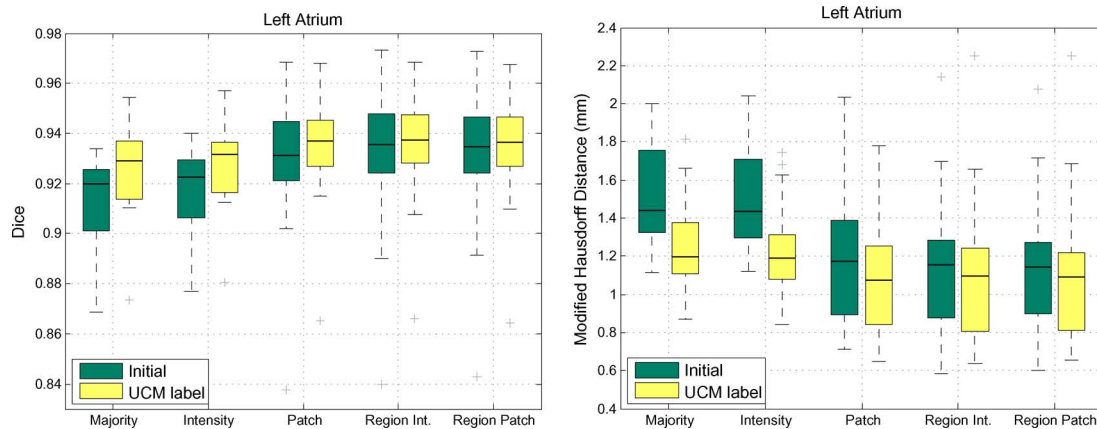 Left Atrium
Dice
0.98
0.96
0.94
0.92
0.9
0.88
0.86
0.84
Initial
UCM label
Majority Intensity Patch Region Int. Region Patch
Left Atrium
Modified Hausdorff Distance (mm)
2.4
2.2
2
1.8
1.6
1.4
1.2
1
0.8
0.6
0.4
Initial
UCM label
Majority Intensity Patch Region Int. Region Patch